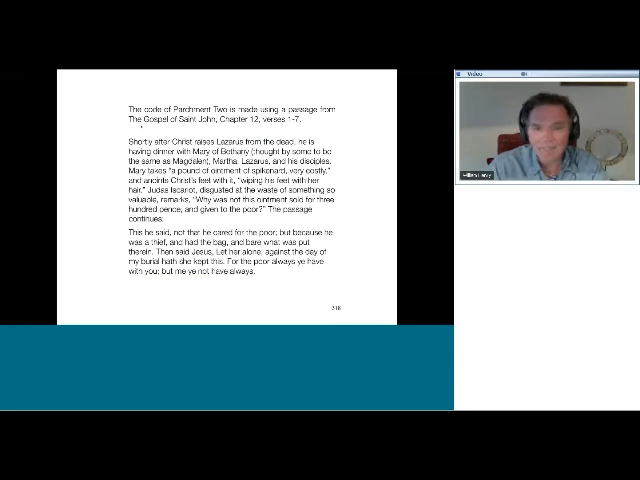 The code of Parchment Two is made using a passage from
The Gospel of Saint John, Chapter 12, verses 1-7.
Shortly after Christ raises Lazarus from the dead, he is
having dinner with Mary of Bethany (thought by some to be
the same as Magdalen), Martha, Lazarus, and his disciples.
Mary takes "a pound of ointment of spikenard, very costly,"
and anoints Christ's feet with it, "wiping his feet with her
hair." Judas Iscariot, disgusted at the waste of something so
valuable, remarks, "Why was not this ointment sold for three
hundred pence, and given to the poor?" The passage
continues:
This he said, not that he cared for the poor; but because he
was a thief, and had the bag, and bare what was put
therein. Then said Jesus, Let her alone; against the day of
my burial hath she kept this. For the poor always ye have
with you; but me ye not have always.
318
Video
William Henry